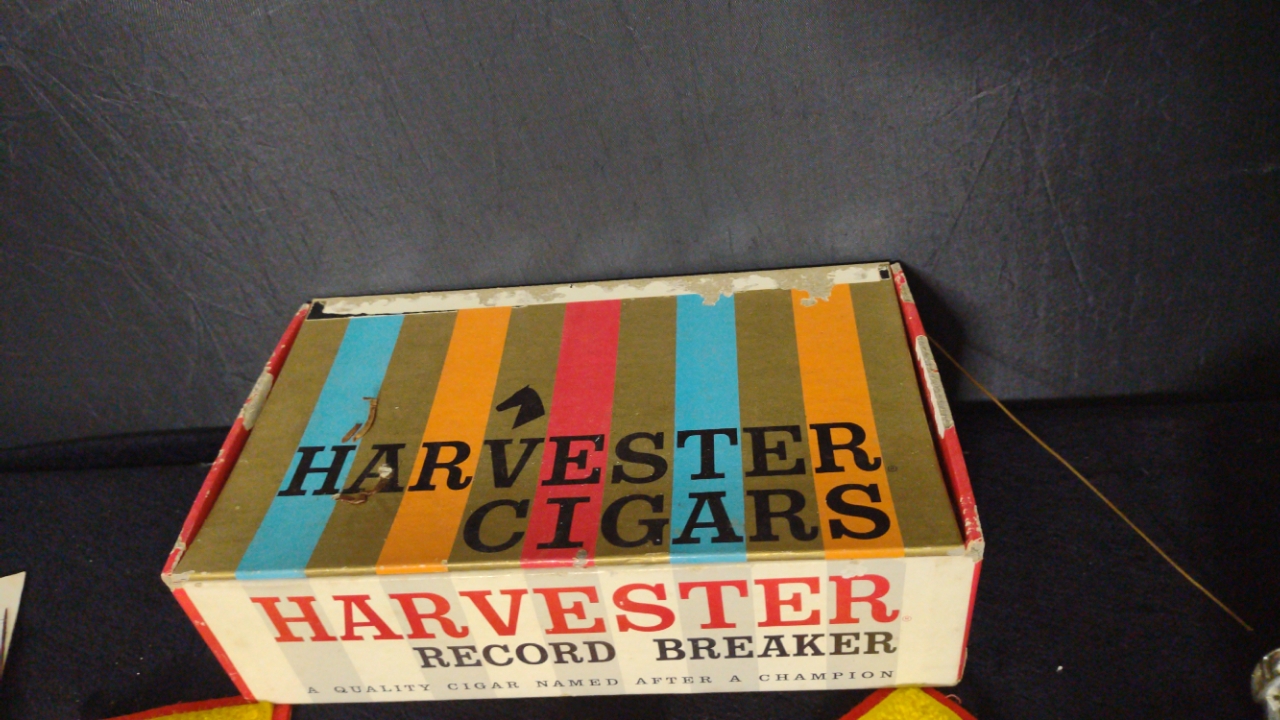 HARVESTER®
CIGARS
HARVESTER®
RECORD BREAKER
A QUALITY CIGAR NAMED AFTER A CHAMPION